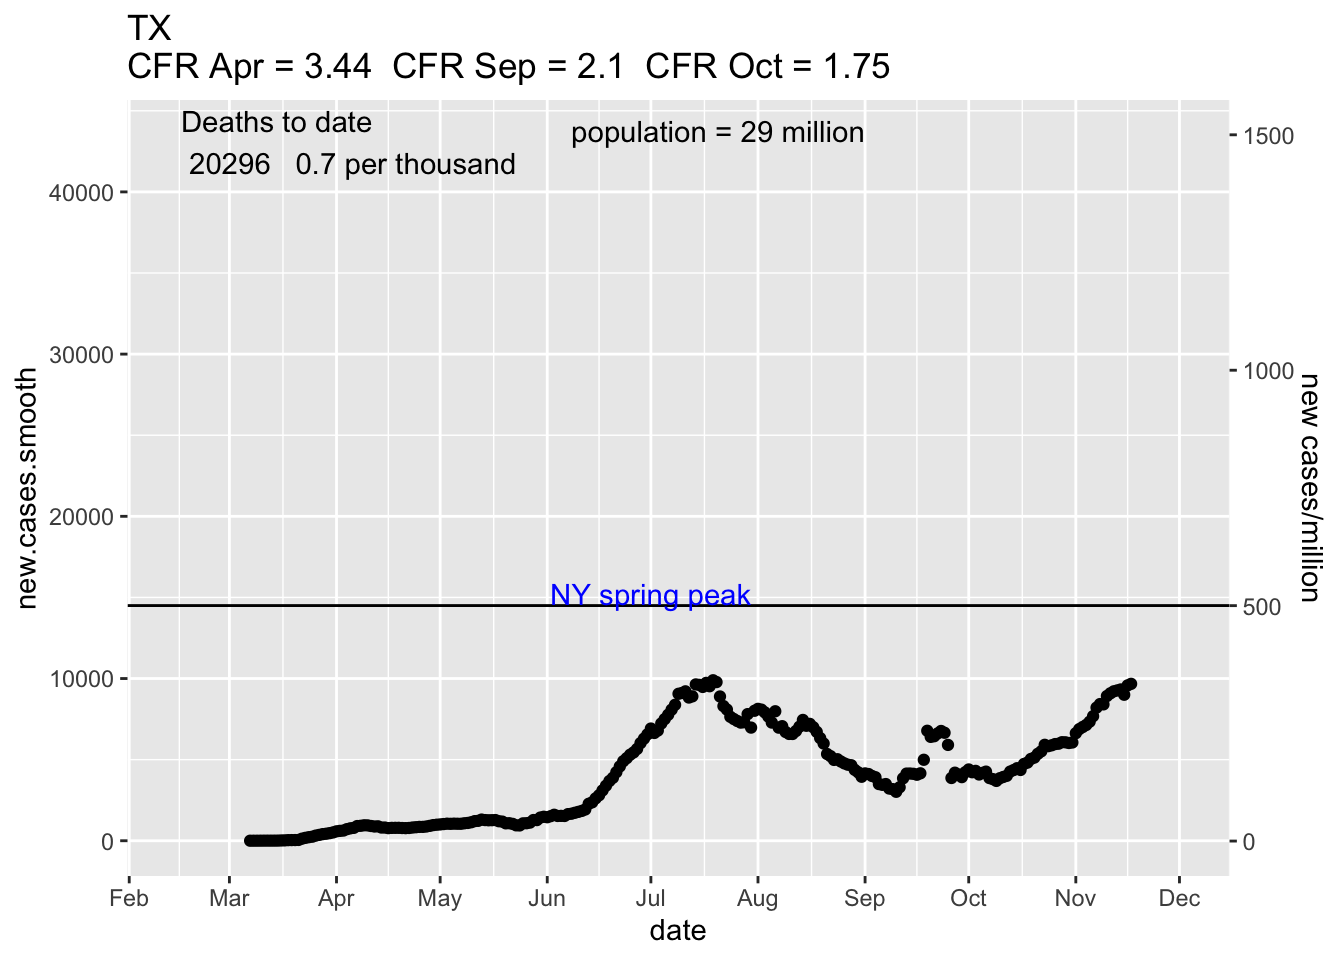 TX
CFR Apr = 3.44  CFR Sep = 2.1  CFR Oct = 1.75
Deaths to date
20296   0.7 per thousand
population = 29 million
new.cases.smooth
40000
30000
20000
10000
0
NY spring peak
1500
1000
500
0
new cases/million
Feb Mar Apr May Jun Jul Aug Sep Oct Nov Dec
date